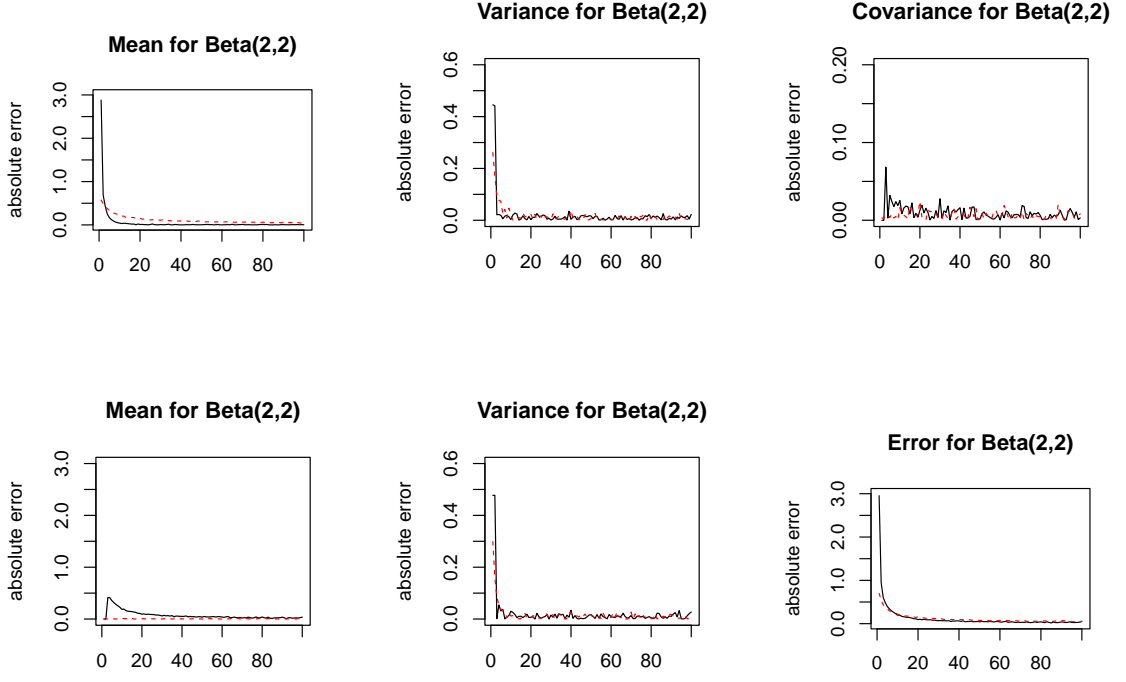 Mean for Beta(2,2)
absolute error
0.0 1.0 2.0 3.0
0 20 40 60 80
Variance for Beta(2,2)
absolute error
0.0 0.2 0.4 0.6
0 20 40 60 80
Covariance for Beta(2,2)
absolute error
0.00 0.10 0.20
0 20 40 60 80
Mean for Beta(2,2)
absolute error
0.0 1.0 2.0 3.0
0 20 40 60 80
Variance for Beta(2,2)
absolute error
0.0 0.2 0.4 0.6
0 20 40 60 80
Error for Beta(2,2)
absolute error
0.0 1.0 2.0 3.0
0 20 40 60 80